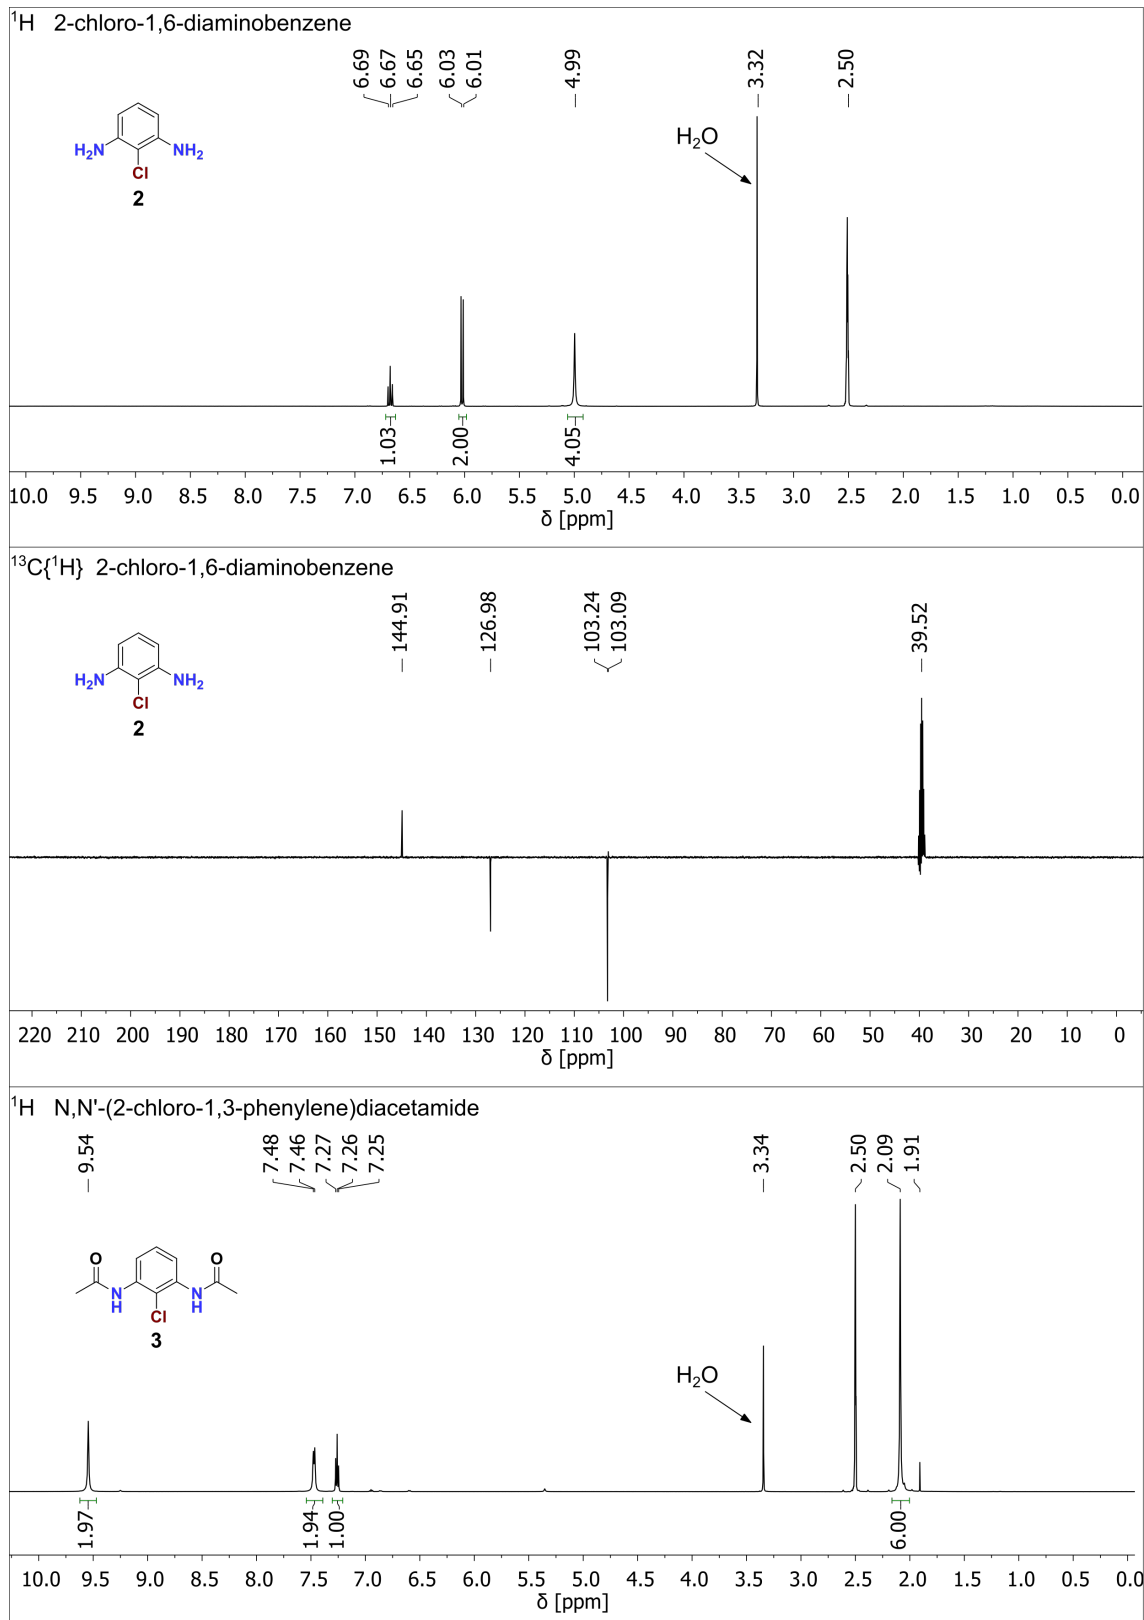 ¹H 2-chloro-1,6-diaminobenzene
6.69 6.67 6.65 6.03 6.01 4.99 3.32 2.50
H₂N NH₂
Cl
2
H₂O
1.03 2.00 4.05
10.0 9.5 9.0 8.5 8.0 7.5 7.0 6.5 6.0 5.5 5.0 4.5 4.0 3.5 3.0 2.5 2.0 1.5 1.0 0.5 0.0
δ [ppm]
¹³C{¹H} 2-chloro-1,6-diaminobenzene
144.91 126.98 103.24 103.09 39.52
H₂N NH₂
Cl
2
220 210 200 190 180 170 160 150 140 130 120 110 100 90 80 70 60 50 40 30 20 10 0
δ [ppm]
¹H N,N'-(2-chloro-1,3-phenylene)diacetamide
9.54 7.48 7.46 7.27 7.26 7.25 3.34 2.50 2.09 1.91
O O
N N
H H
Cl
3
H₂O
1.97 1.94 1.00 6.00
10.0 9.5 9.0 8.5 8.0 7.5 7.0 6.5 6.0 5.5 5.0 4.5 4.0 3.5 3.0 2.5 2.0 1.5 1.0 0.5 0.0
δ [ppm]